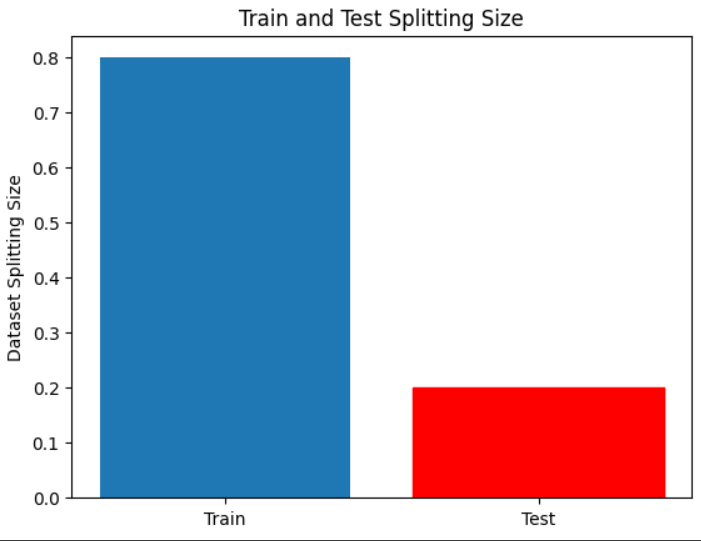 Train and Test Splitting Size
Dataset Splitting Size
0.8
0.7
0.6
0.5
0.4
0.3
0.2
0.1
0.0
Train
Test